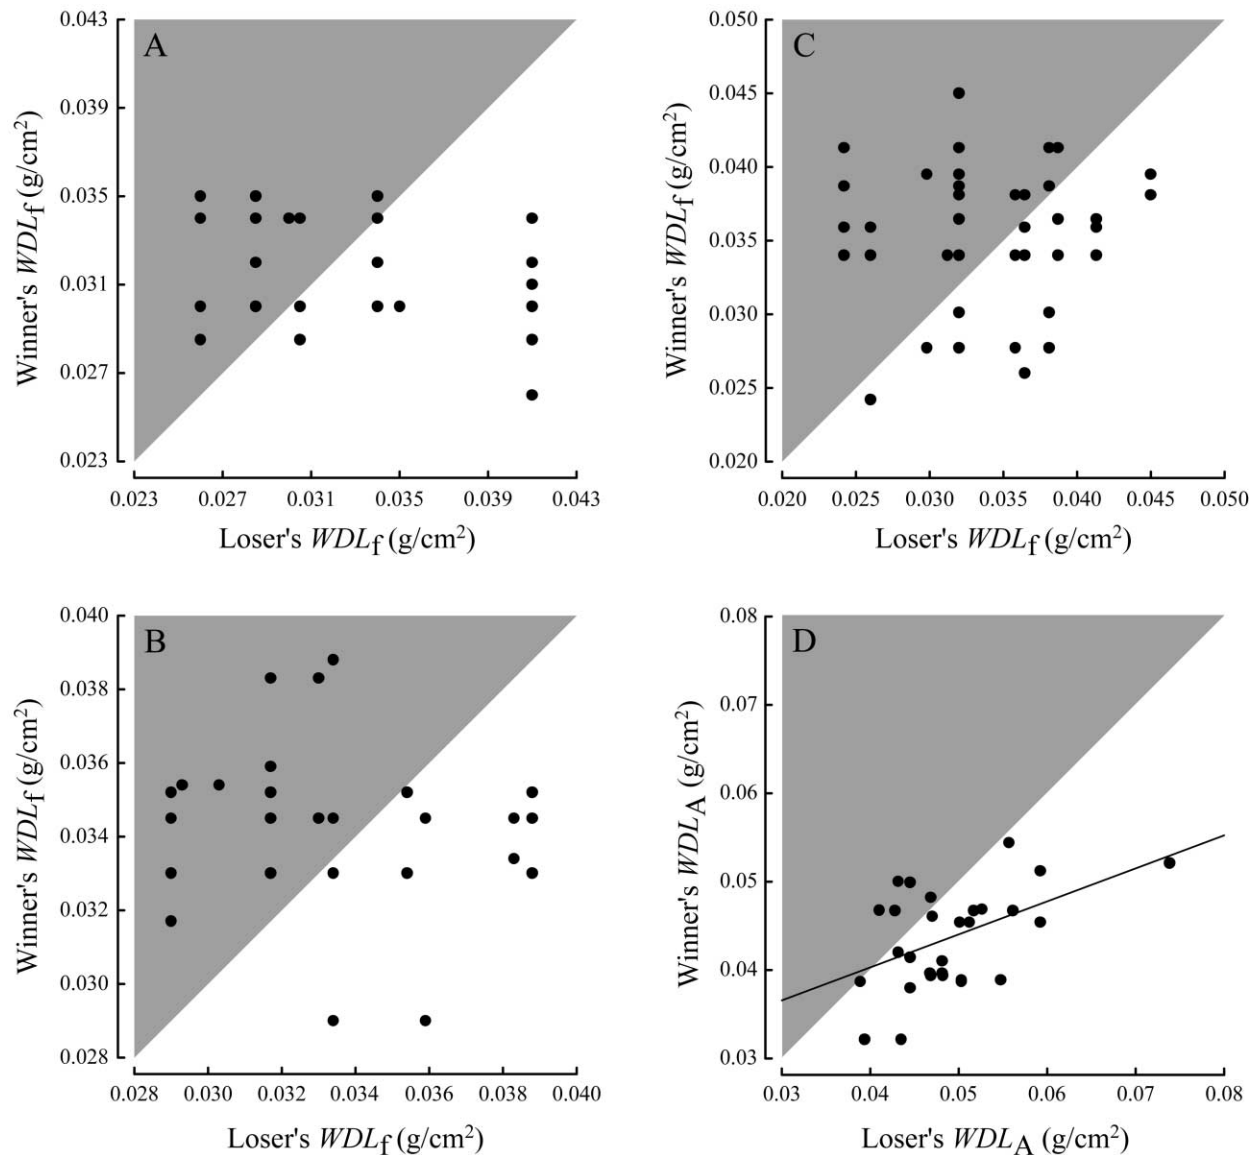 A
Winner's WDLf (g/cm²)
0.043
0.039
0.035
0.031
0.027
0.023
0.023 0.027 0.031 0.035 0.039 0.043
Loser's WDLf (g/cm²)
C
Winner's WDLf (g/cm²)
0.050
0.045
0.040
0.035
0.030
0.025
0.020
0.020 0.025 0.030 0.035 0.040 0.045 0.050
Loser's WDLf (g/cm²)
B
Winner's WDLf (g/cm²)
0.040
0.038
0.036
0.034
0.032
0.030
0.028
0.028 0.030 0.032 0.034 0.036 0.038 0.040
Loser's WDLf (g/cm²)
D
Winner's WDLA (g/cm²)
0.08
0.07
0.06
0.05
0.04
0.03
0.03 0.04 0.05 0.06 0.07 0.08
Loser's WDLA (g/cm²)